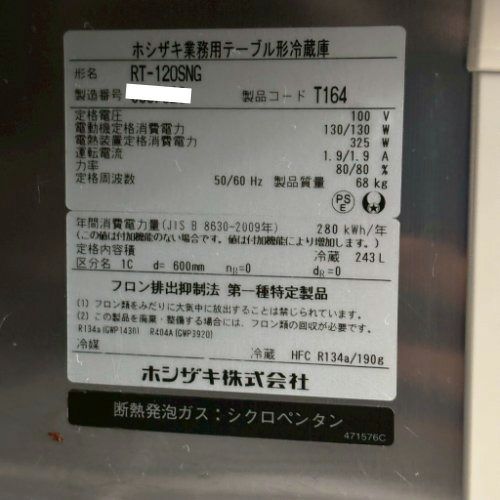 ホシザキ業務用テーブル形冷蔵庫
形名 RT-120SNG
製造番号
製品コード T164
定格電圧 100 V
電動機定格消費電力 130/130 W
電熱装置定格消費電力 325 W
運転電流 1.9/1.9 A
力率 80/80 %
定格周波数 50/60 Hz 製品質量 68 kg
PS
E
年間消費電力量(JIS B 8630-2009年) 280 kWh/年
(この値は付加機能のない場合です。値は付加機能により増加します。)
定格内容積 冷蔵 243 L
区分名 1C d= 600mm nR=0 dR=0
フロン排出抑制法 第一種特定製品
(1) フロン類をみだりに大気中に放出することは禁じられています。
(2) この製品を廃棄・整備する場合には、フロン類の回収が必要です。
R134a(GWP1430) R404A(GWP3920)
冷媒 冷蔵 HFC R134a/190g
ホシザキ株式会社
断熱発泡ガス：シクロペンタン
471576C